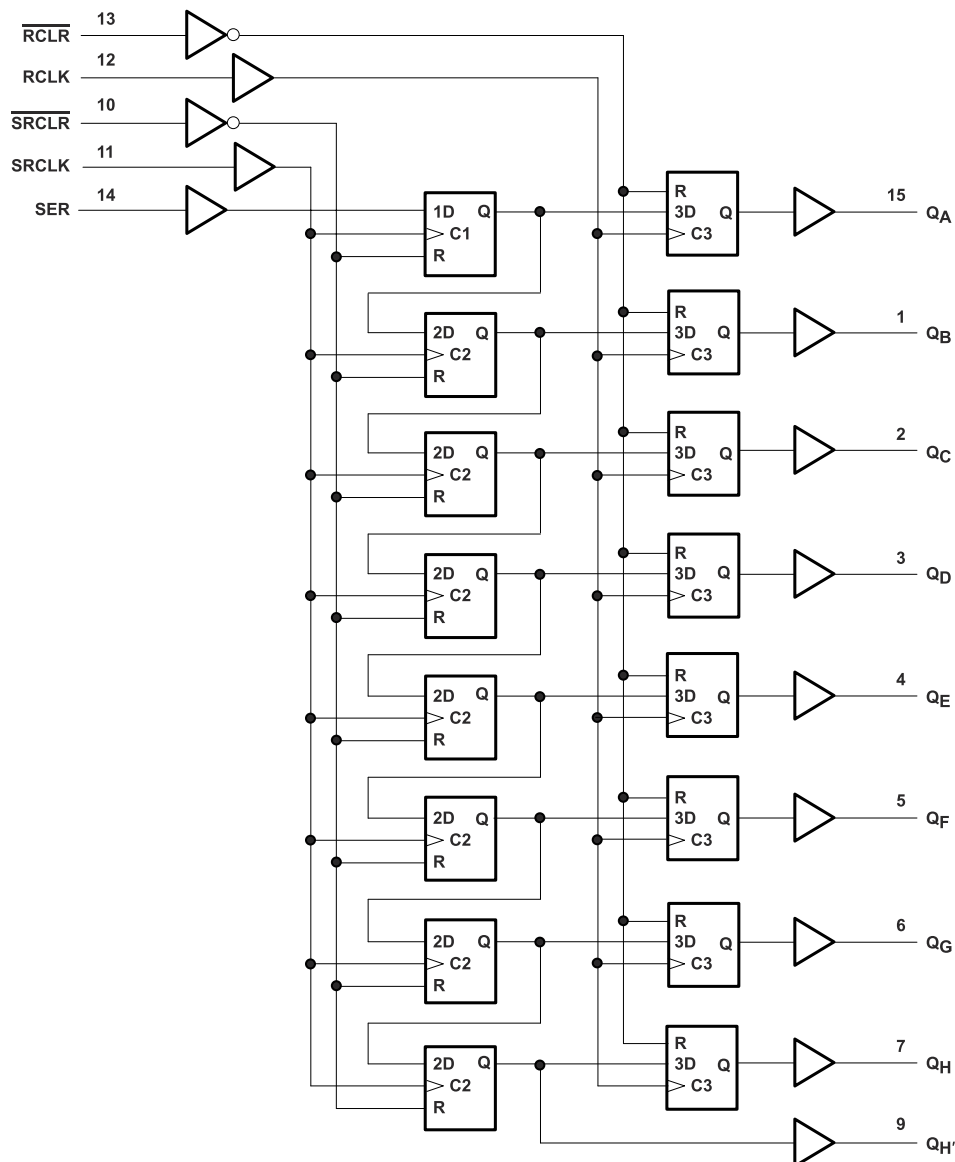 13
RCLR
12
RCLK
10
SRCLR
11
SRCLK
14
SER
1D Q
C1
R
R
3D Q
C3
15
QA
2D Q
C2
R
R
3D Q
C3
1
QB
2D Q
C2
R
R
3D Q
C3
2
QC
2D Q
C2
R
R
3D Q
C3
3
QD
2D Q
C2
R
R
3D Q
C3
4
QE
2D Q
C2
R
R
3D Q
C3
5
QF
2D Q
C2
R
R
3D Q
C3
6
QG
2D Q
C2
R
R
3D Q
C3
7
QH
9
QH′